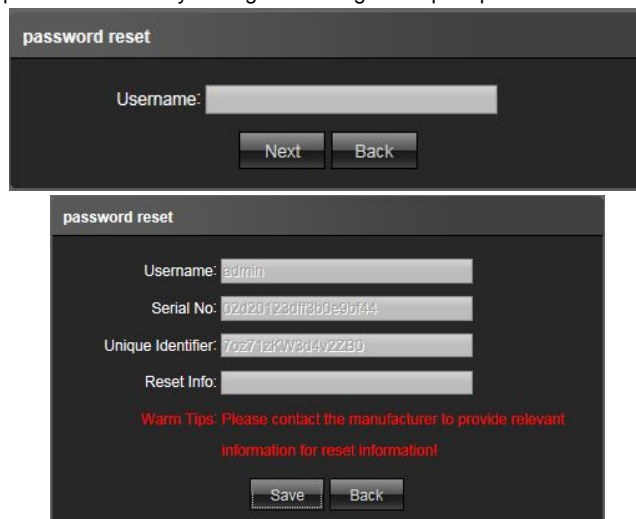 password reset
Username:
Next Back
password reset
Username: admin
Serial No: 02d20123dff3b0e9bf44
Unique Identifier: 7oz71zKW3d4v2ZB0
Reset Info:
Warm Tips: Please contact the manufacturer to provide relevant
information for reset information!
Save Back